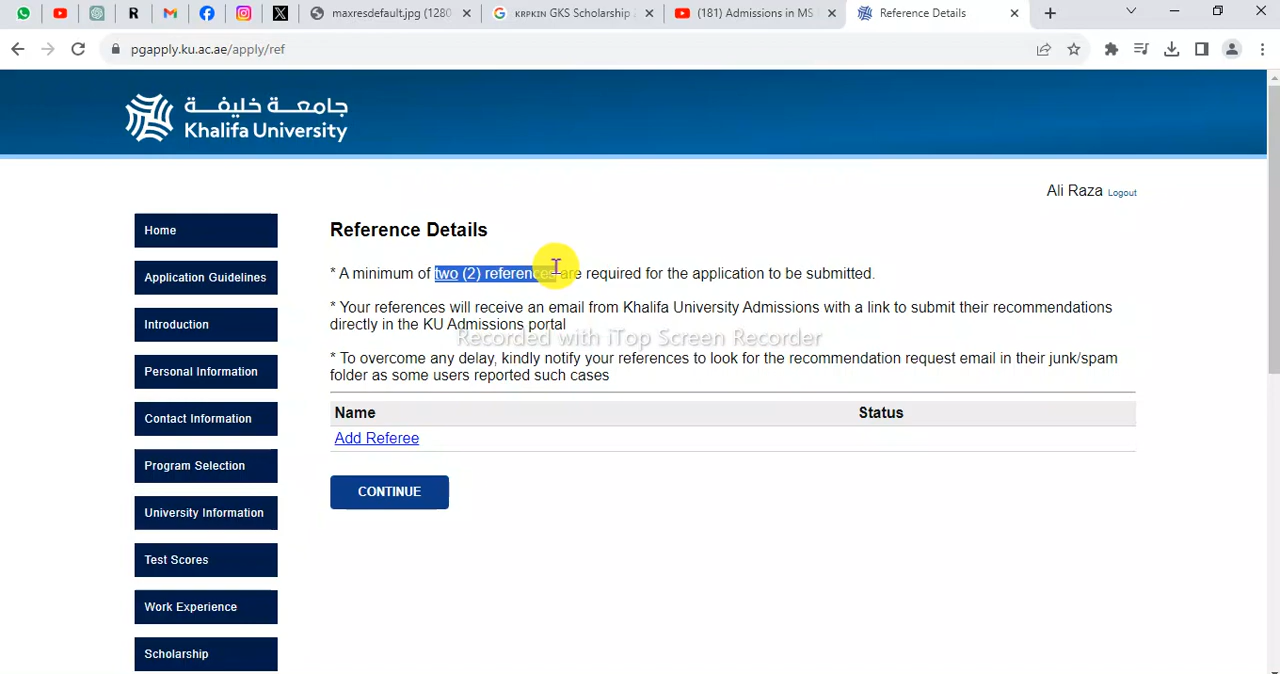 maxresdefault.jpg (1280
KRPKIN GKS Scholarship
(181) Admissions in MS
Reference Details
pgapply.ku.ac.ae/apply/ref
جامعة خليفة
Khalifa University
Ali Raza Logout
Home
Application Guidelines
Introduction
Personal Information
Contact Information
Program Selection
University Information
Test Scores
Work Experience
Scholarship
Reference Details
* A minimum of two (2) references are required for the application to be submitted.
* Your references will receive an email from Khalifa University Admissions with a link to submit their recommendations
directly in the KU Admissions portal
Recorded with iTop Screen Recorder
* To overcome any delay, kindly notify your references to look for the recommendation request email in their junk/spam
folder as some users reported such cases
Name Status
Add Referee
CONTINUE